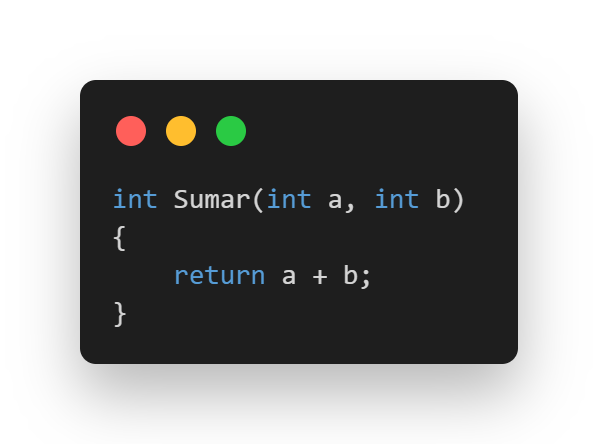 int Sumar(int a, int b)
{
    return a + b;
}